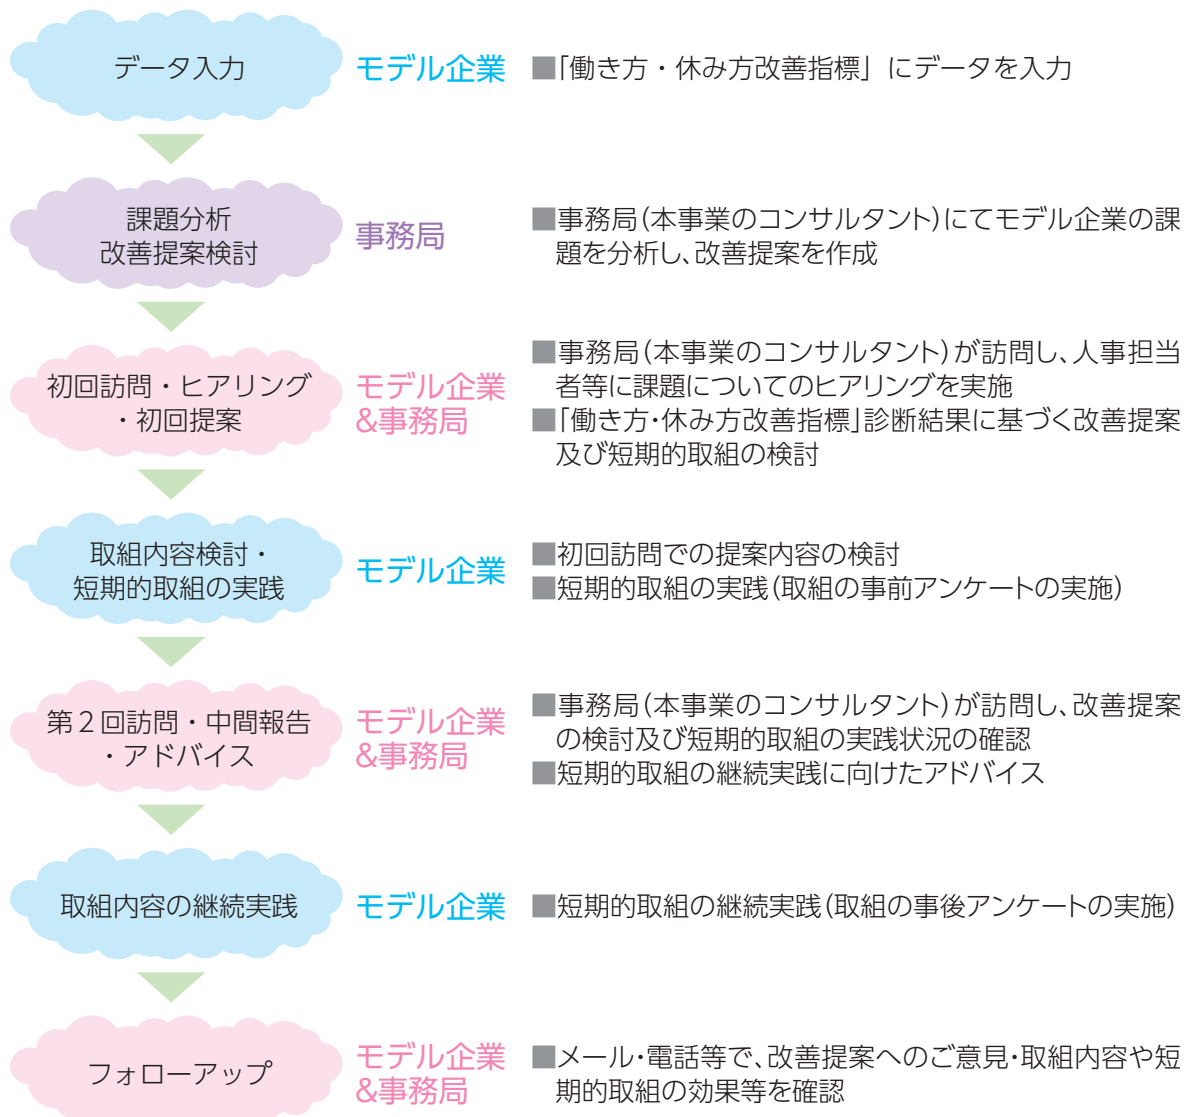 データ入力
モデル企業
■「働き方・休み方改善指標」にデータを入力
課題分析
改善提案検討
事務局
■事務局(本事業のコンサルタント)にてモデル企業の課
題を分析し、改善提案を作成
初回訪問・ヒアリング
・初回提案
モデル企業
&事務局
■事務局(本事業のコンサルタント)が訪問し、人事担当
者等に課題についてのヒアリングを実施
■「働き方・休み方改善指標」診断結果に基づく改善提案
及び短期的取組の検討
取組内容検討・
短期的取組の実践
モデル企業
■初回訪問での提案内容の検討
■短期的取組の実践(取組の事前アンケートの実施)
第2回訪問・中間報告
・アドバイス
モデル企業
&事務局
■事務局(本事業のコンサルタント)が訪問し、改善提案
の検討及び短期的取組の実践状況の確認
■短期的取組の継続実践に向けたアドバイス
取組内容の継続実践
モデル企業
■短期的取組の継続実践(取組の事後アンケートの実施)
フォローアップ
モデル企業
&事務局
■メール・電話等で、改善提案へのご意見・取組内容や短
期的取組の効果等を確認